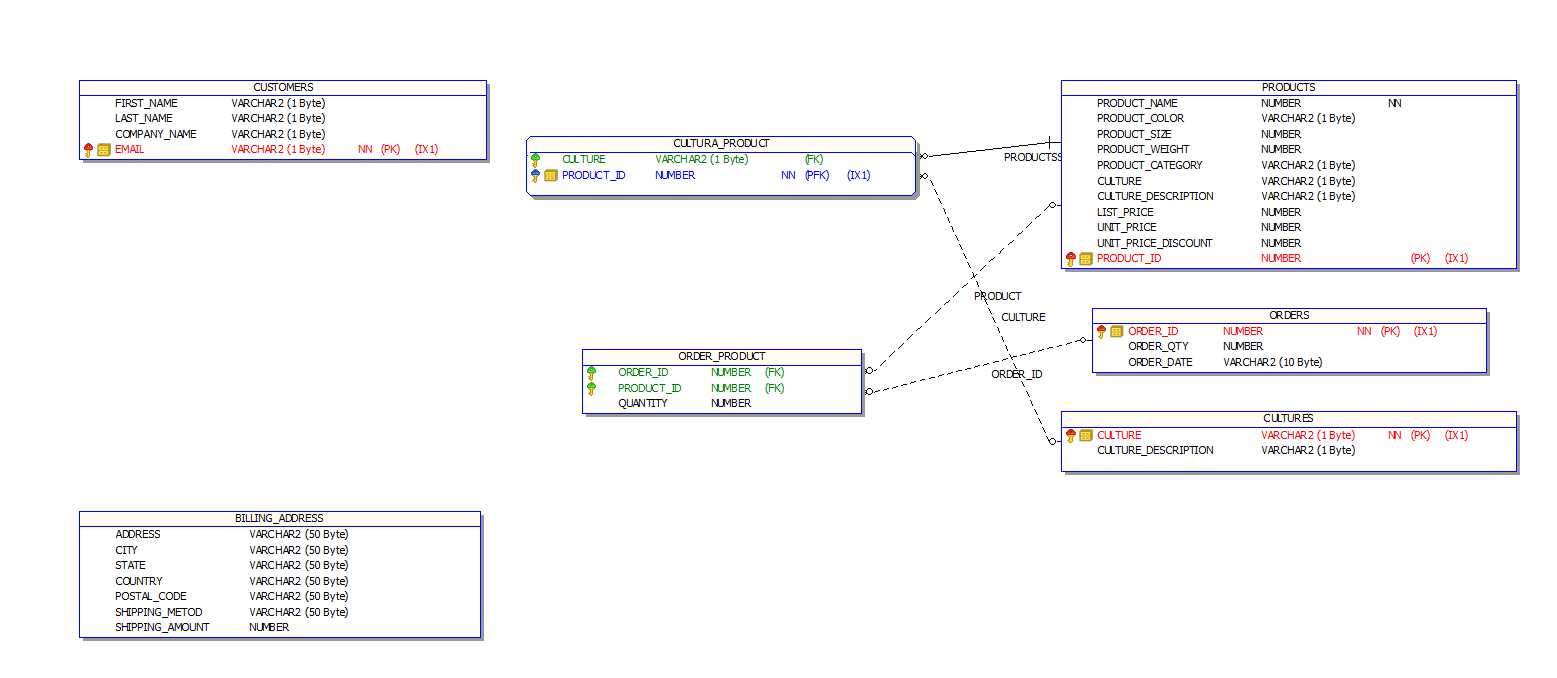 CUSTOMERS
FIRST_NAME VARCHAR2 (1 Byte)
LAST_NAME VARCHAR2 (1 Byte)
COMPANY_NAME VARCHAR2 (1 Byte)
EMAIL VARCHAR2 (1 Byte) NN (PK) (IX1)
CULTURA_PRODUCT
CULTURE VARCHAR2 (1 Byte) (FK)
PRODUCT_ID NUMBER NN (PFK) (IX1)
PRODUCTSS
PRODUCTS
PRODUCT_NAME NUMBER NN
PRODUCT_COLOR VARCHAR2 (1 Byte)
PRODUCT_SIZE NUMBER
PRODUCT_WEIGHT NUMBER
PRODUCT_CATEGORY VARCHAR2 (1 Byte)
CULTURE VARCHAR2 (1 Byte)
CULTURE_DESCRIPTION VARCHAR2 (1 Byte)
LIST_PRICE NUMBER
UNIT_PRICE NUMBER
UNIT_PRICE_DISCOUNT NUMBER
PRODUCT_ID NUMBER (PK) (IX1)
PRODUCT
CULTURE
ORDER_ID
ORDERS
ORDER_ID NUMBER NN (PK) (IX1)
ORDER_QTY NUMBER
ORDER_DATE VARCHAR2 (10 Byte)
ORDER_PRODUCT
ORDER_ID NUMBER (FK)
PRODUCT_ID NUMBER (FK)
QUANTITY NUMBER
CULTURES
CULTURE VARCHAR2 (1 Byte) NN (PK) (IX1)
CULTURE_DESCRIPTION VARCHAR2 (1 Byte)
BILLING_ADDRESS
ADDRESS VARCHAR2 (50 Byte)
CITY VARCHAR2 (50 Byte)
STATE VARCHAR2 (50 Byte)
COUNTRY VARCHAR2 (50 Byte)
POSTAL_CODE VARCHAR2 (50 Byte)
SHIPPING_METOD VARCHAR2 (50 Byte)
SHIPPING_AMOUNT NUMBER